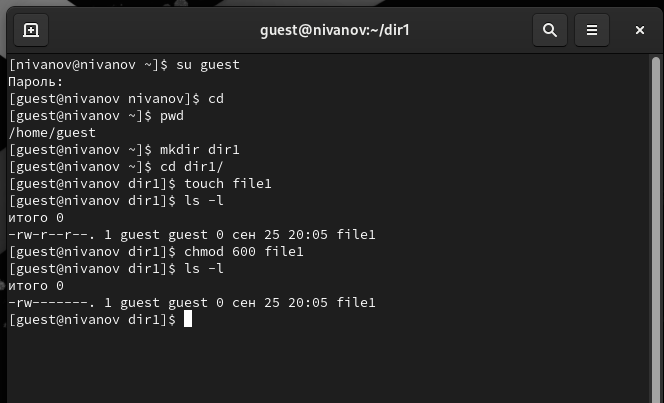 guest@nivanov:~/dir1
[nivanov@nivanov ~]$ su guest
Пароль:
[guest@nivanov nivanov]$ cd
[guest@nivanov ~]$ pwd
/home/guest
[guest@nivanov ~]$ mkdir dir1
[guest@nivanov ~]$ cd dir1/
[guest@nivanov dir1]$ touch file1
[guest@nivanov dir1]$ ls -l
итого 0
-rw-r--r--. 1 guest guest 0 сен 25 20:05 file1
[guest@nivanov dir1]$ chmod 600 file1
[guest@nivanov dir1]$ ls -l
итого 0
-rw-------. 1 guest guest 0 сен 25 20:05 file1
[guest@nivanov dir1]$